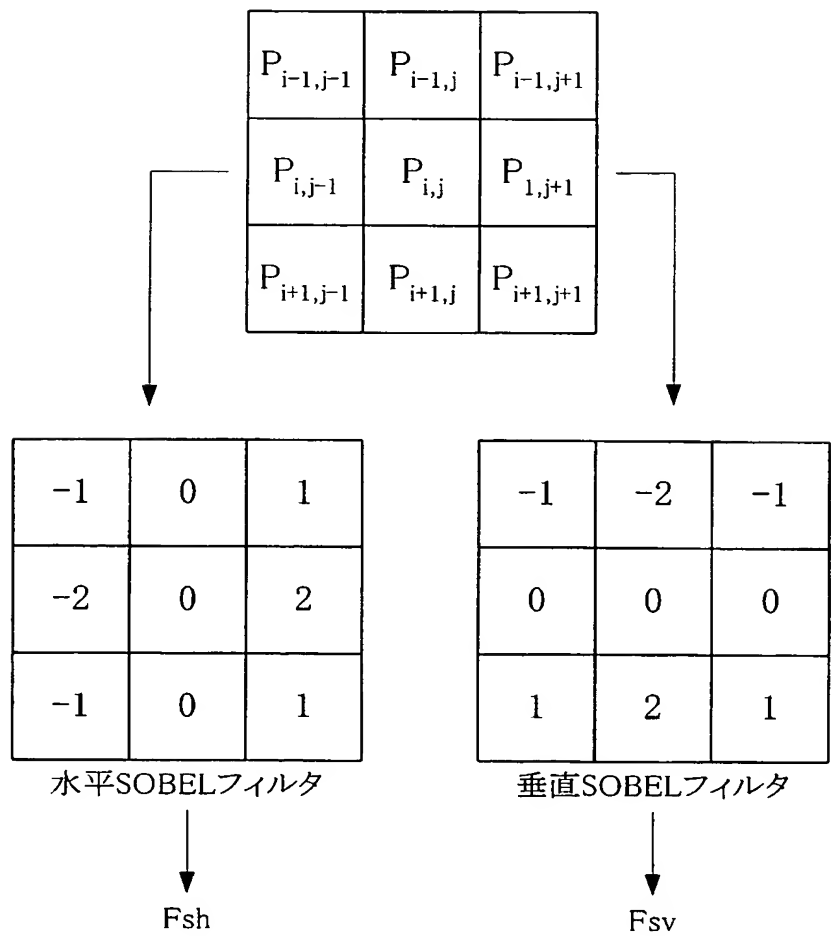 P i-1,j-1 P i-1,j P i-1,j+1
P i,j-1 P i,j P 1,j+1
P i+1,j-1 P i+1,j P i+1,j+1
-1 0 1
-2 0 2
-1 0 1
水平SOBELフィルタ
Fsh
-1 -2 -1
0 0 0
1 2 1
垂直SOBELフィルタ
Fsv